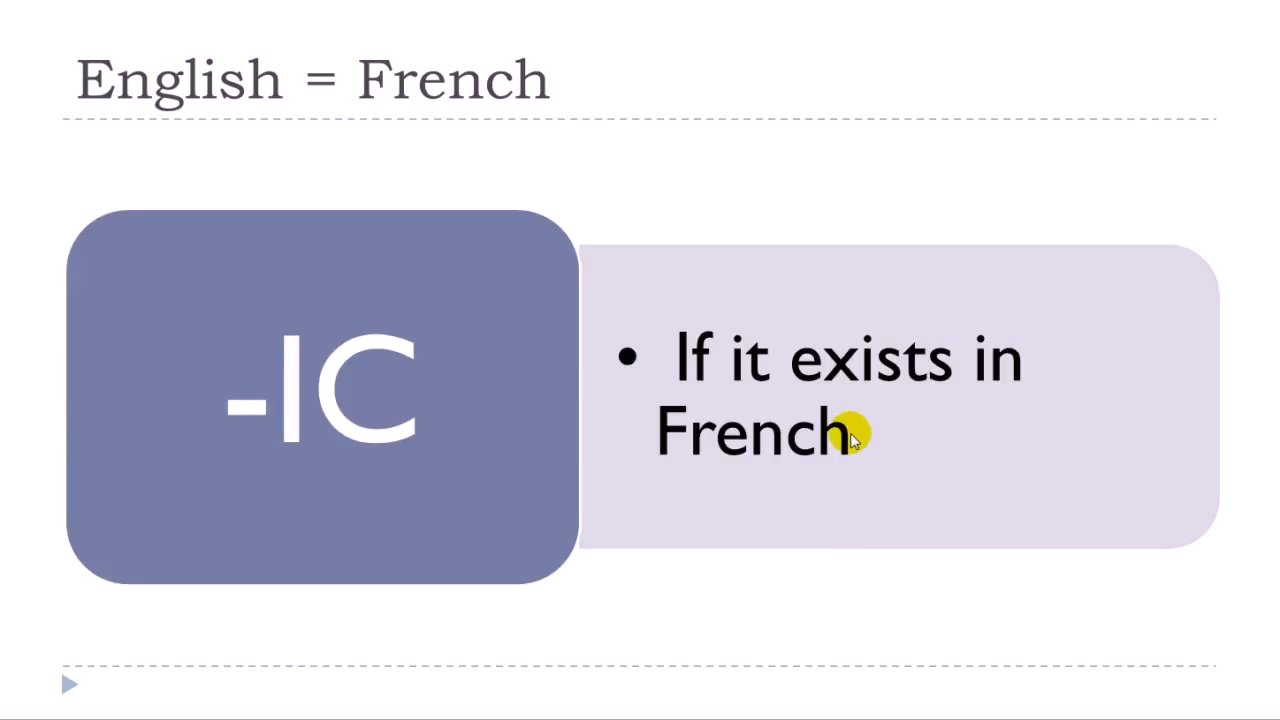 English = French
-IC
• If it exists in
French